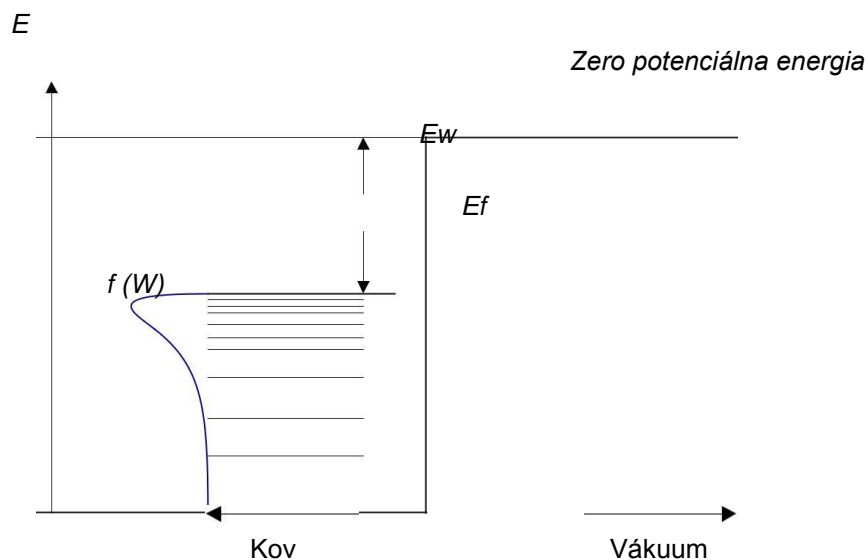 E
Zero potenciálna energia
Ew
Ef
f (W)
Kov
Vákuum